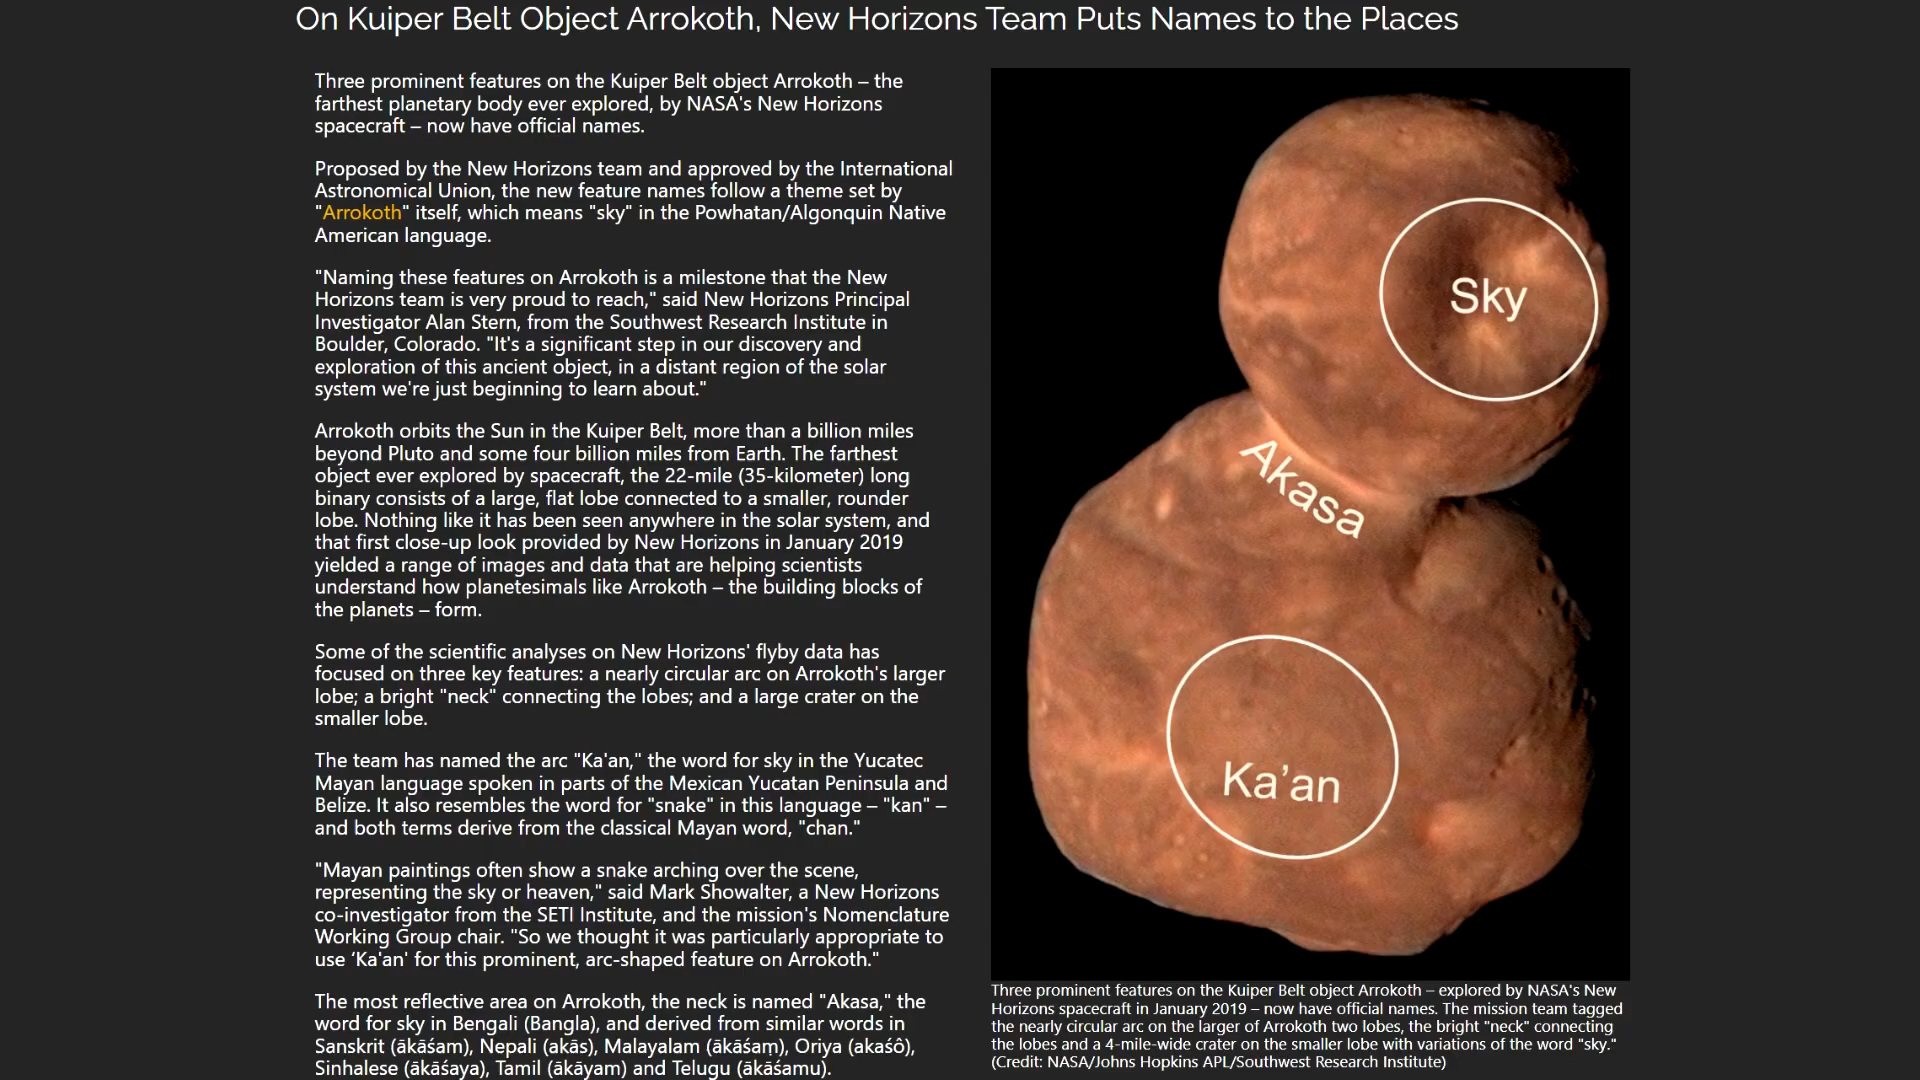 On Kuiper Belt Object Arrokoth, New Horizons Team Puts Names to the Places
Three prominent features on the Kuiper Belt object Arrokoth – the
farthest planetary body ever explored, by NASA's New Horizons
spacecraft – now have official names.
Proposed by the New Horizons team and approved by the International
Astronomical Union, the new feature names follow a theme set by
"Arrokoth" itself, which means "sky" in the Powhatan/Algonquin Native
American language.
"Naming these features on Arrokoth is a milestone that the New
Horizons team is very proud to reach," said New Horizons Principal
Investigator Alan Stern, from the Southwest Research Institute in
Boulder, Colorado. "It's a significant step in our discovery and
exploration of this ancient object, in a distant region of the solar
system we're just beginning to learn about."
Arrokoth orbits the Sun in the Kuiper Belt, more than a billion miles
beyond Pluto and some four billion miles from Earth. The farthest
object ever explored by spacecraft, the 22-mile (35-kilometer) long
binary consists of a large, flat lobe connected to a smaller, rounder
lobe. Nothing like it has been seen anywhere in the solar system, and
that first close-up look provided by New Horizons in January 2019
yielded a range of images and data that are helping scientists
understand how planetesimals like Arrokoth – the building blocks of
the planets – form.
Some of the scientific analyses on New Horizons' flyby data has
focused on three key features: a nearly circular arc on Arrokoth's larger
lobe; a bright "neck" connecting the lobes; and a large crater on the
smaller lobe.
The team has named the arc "Ka'an," the word for sky in the Yucatec
Mayan language spoken in parts of the Mexican Yucatan Peninsula and
Belize. It also resembles the word for "snake" in this language – "kan" –
and both terms derive from the classical Mayan word, "chan."
"Mayan paintings often show a snake arching over the scene,
representing the sky or heaven," said Mark Showalter, a New Horizons
co-investigator from the SETI Institute, and the mission's Nomenclature
Working Group chair. "So we thought it was particularly appropriate to
use ‘Ka'an' for this prominent, arc-shaped feature on Arrokoth."
The most reflective area on Arrokoth, the neck is named "Akasa," the
word for sky in Bengali (Bangla), and derived from similar words in
Sanskrit (ākāśam), Nepali (akās), Malayalam (ākāśaṃ), Oriya (akaśô),
Sinhalese (ākāśaya), Tamil (ākāyam) and Telugu (ākāśamu).
Sky
Akasa
Ka’an
Three prominent features on the Kuiper Belt object Arrokoth – explored by NASA's New
Horizons spacecraft in January 2019 – now have official names. The mission team tagged
the nearly circular arc on the larger of Arrokoth two lobes, the bright "neck" connecting
the lobes and a 4-mile-wide crater on the smaller lobe with variations of the word "sky."
(Credit: NASA/Johns Hopkins APL/Southwest Research Institute)